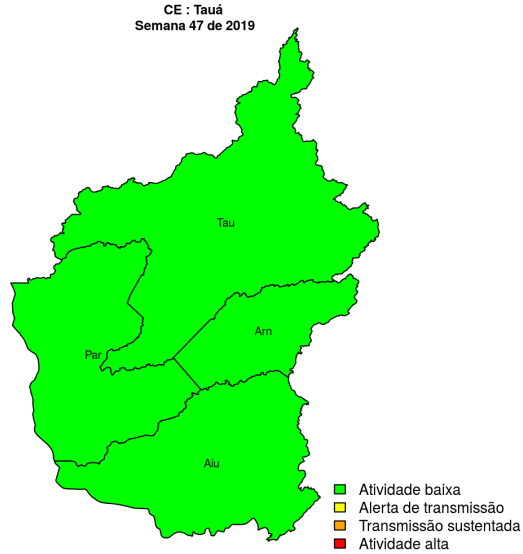 CE : Tauá
Semana 47 de 2019
Tau
Arn
Par
Aiu
Atividade baixa
Alerta de transmissão
Transmissão sustentada
Atividade alta